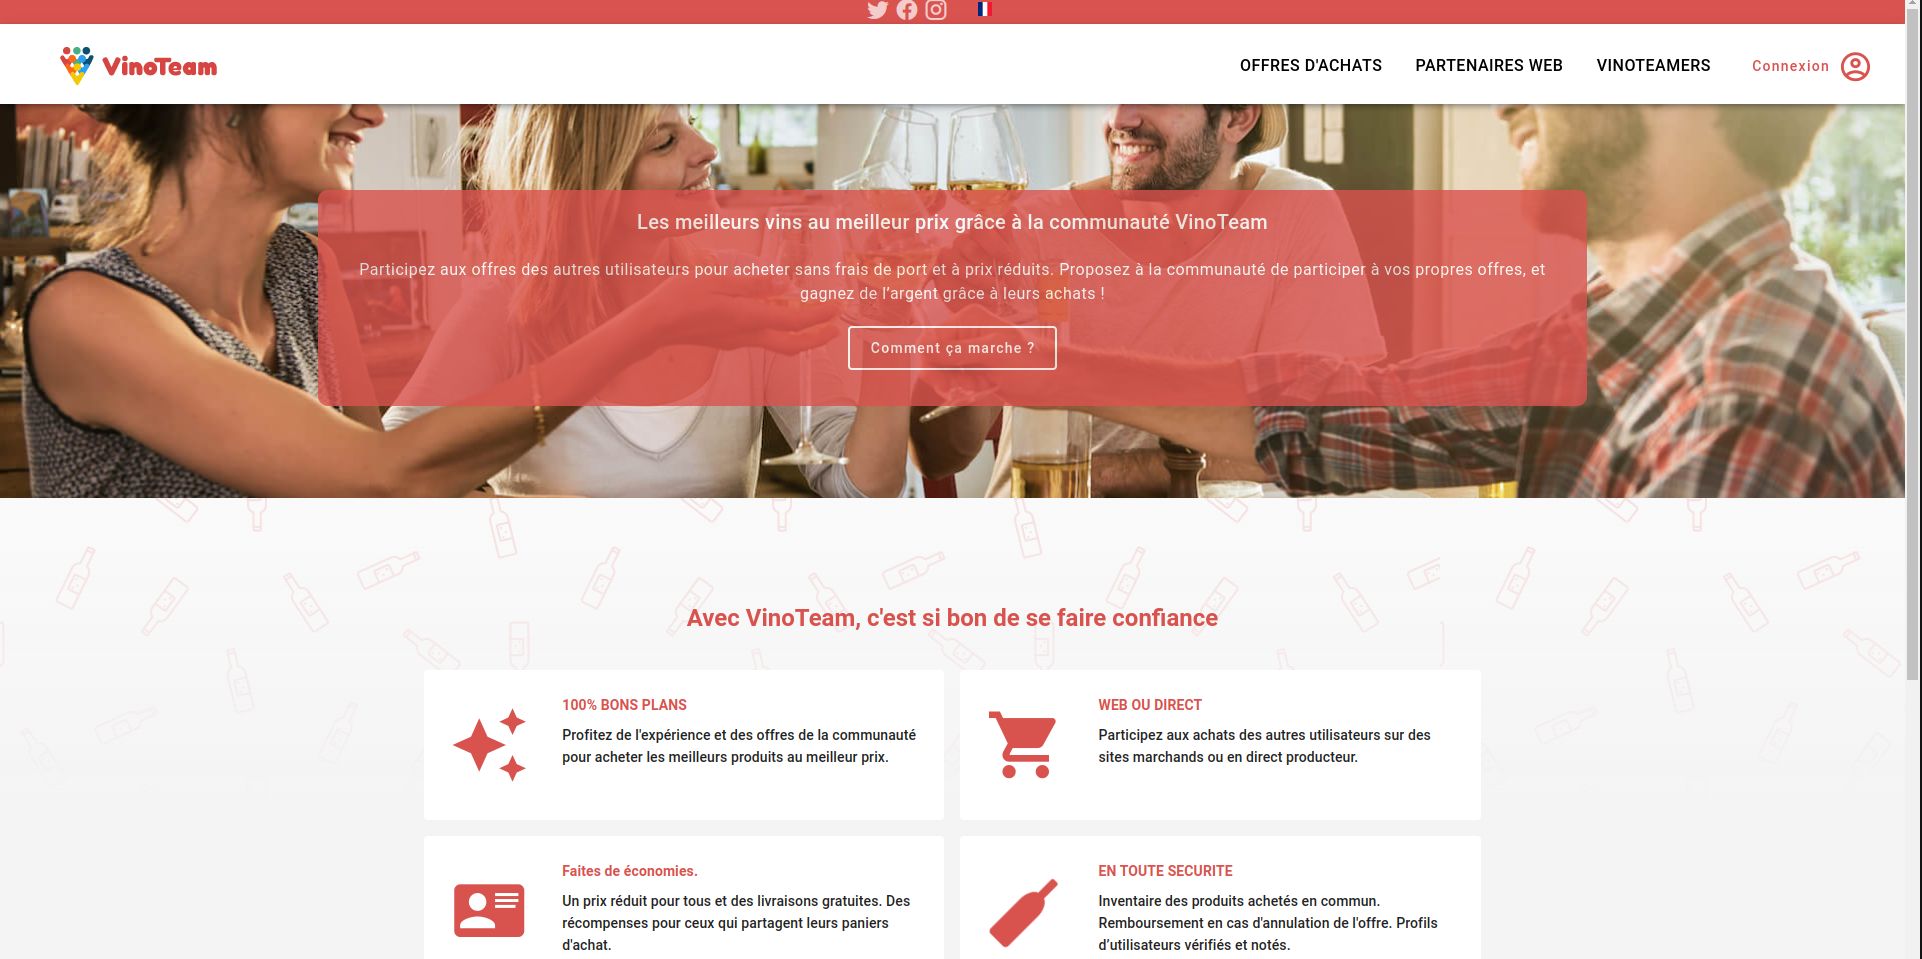 VinoTeam
OFFRES D'ACHATS
PARTENAIRES WEB
VINOTEAMERS
Connexion
Les meilleurs vins au meilleur prix grâce à la communauté VinoTeam
Participez aux offres des autres utilisateurs pour acheter sans frais de port et à prix réduits. Proposez à la communauté de participer à vos propres offres, et
gagnez de l’argent grâce à leurs achats !
Comment ça marche ?
Avec VinoTeam, c'est si bon de se faire confiance
100% BONS PLANS
Profitez de l'expérience et des offres de la communauté
pour acheter les meilleurs produits au meilleur prix.
WEB OU DIRECT
Participez aux achats des autres utilisateurs sur des
sites marchands ou en direct producteur.
Faites de économies.
Un prix réduit pour tous et des livraisons gratuites. Des
récompenses pour ceux qui partagent leurs paniers
d'achat.
EN TOUTE SECURITE
Inventaire des produits achetés en commun.
Remboursement en cas d'annulation de l'offre. Profils
d’utilisateurs vérifiés et notés.